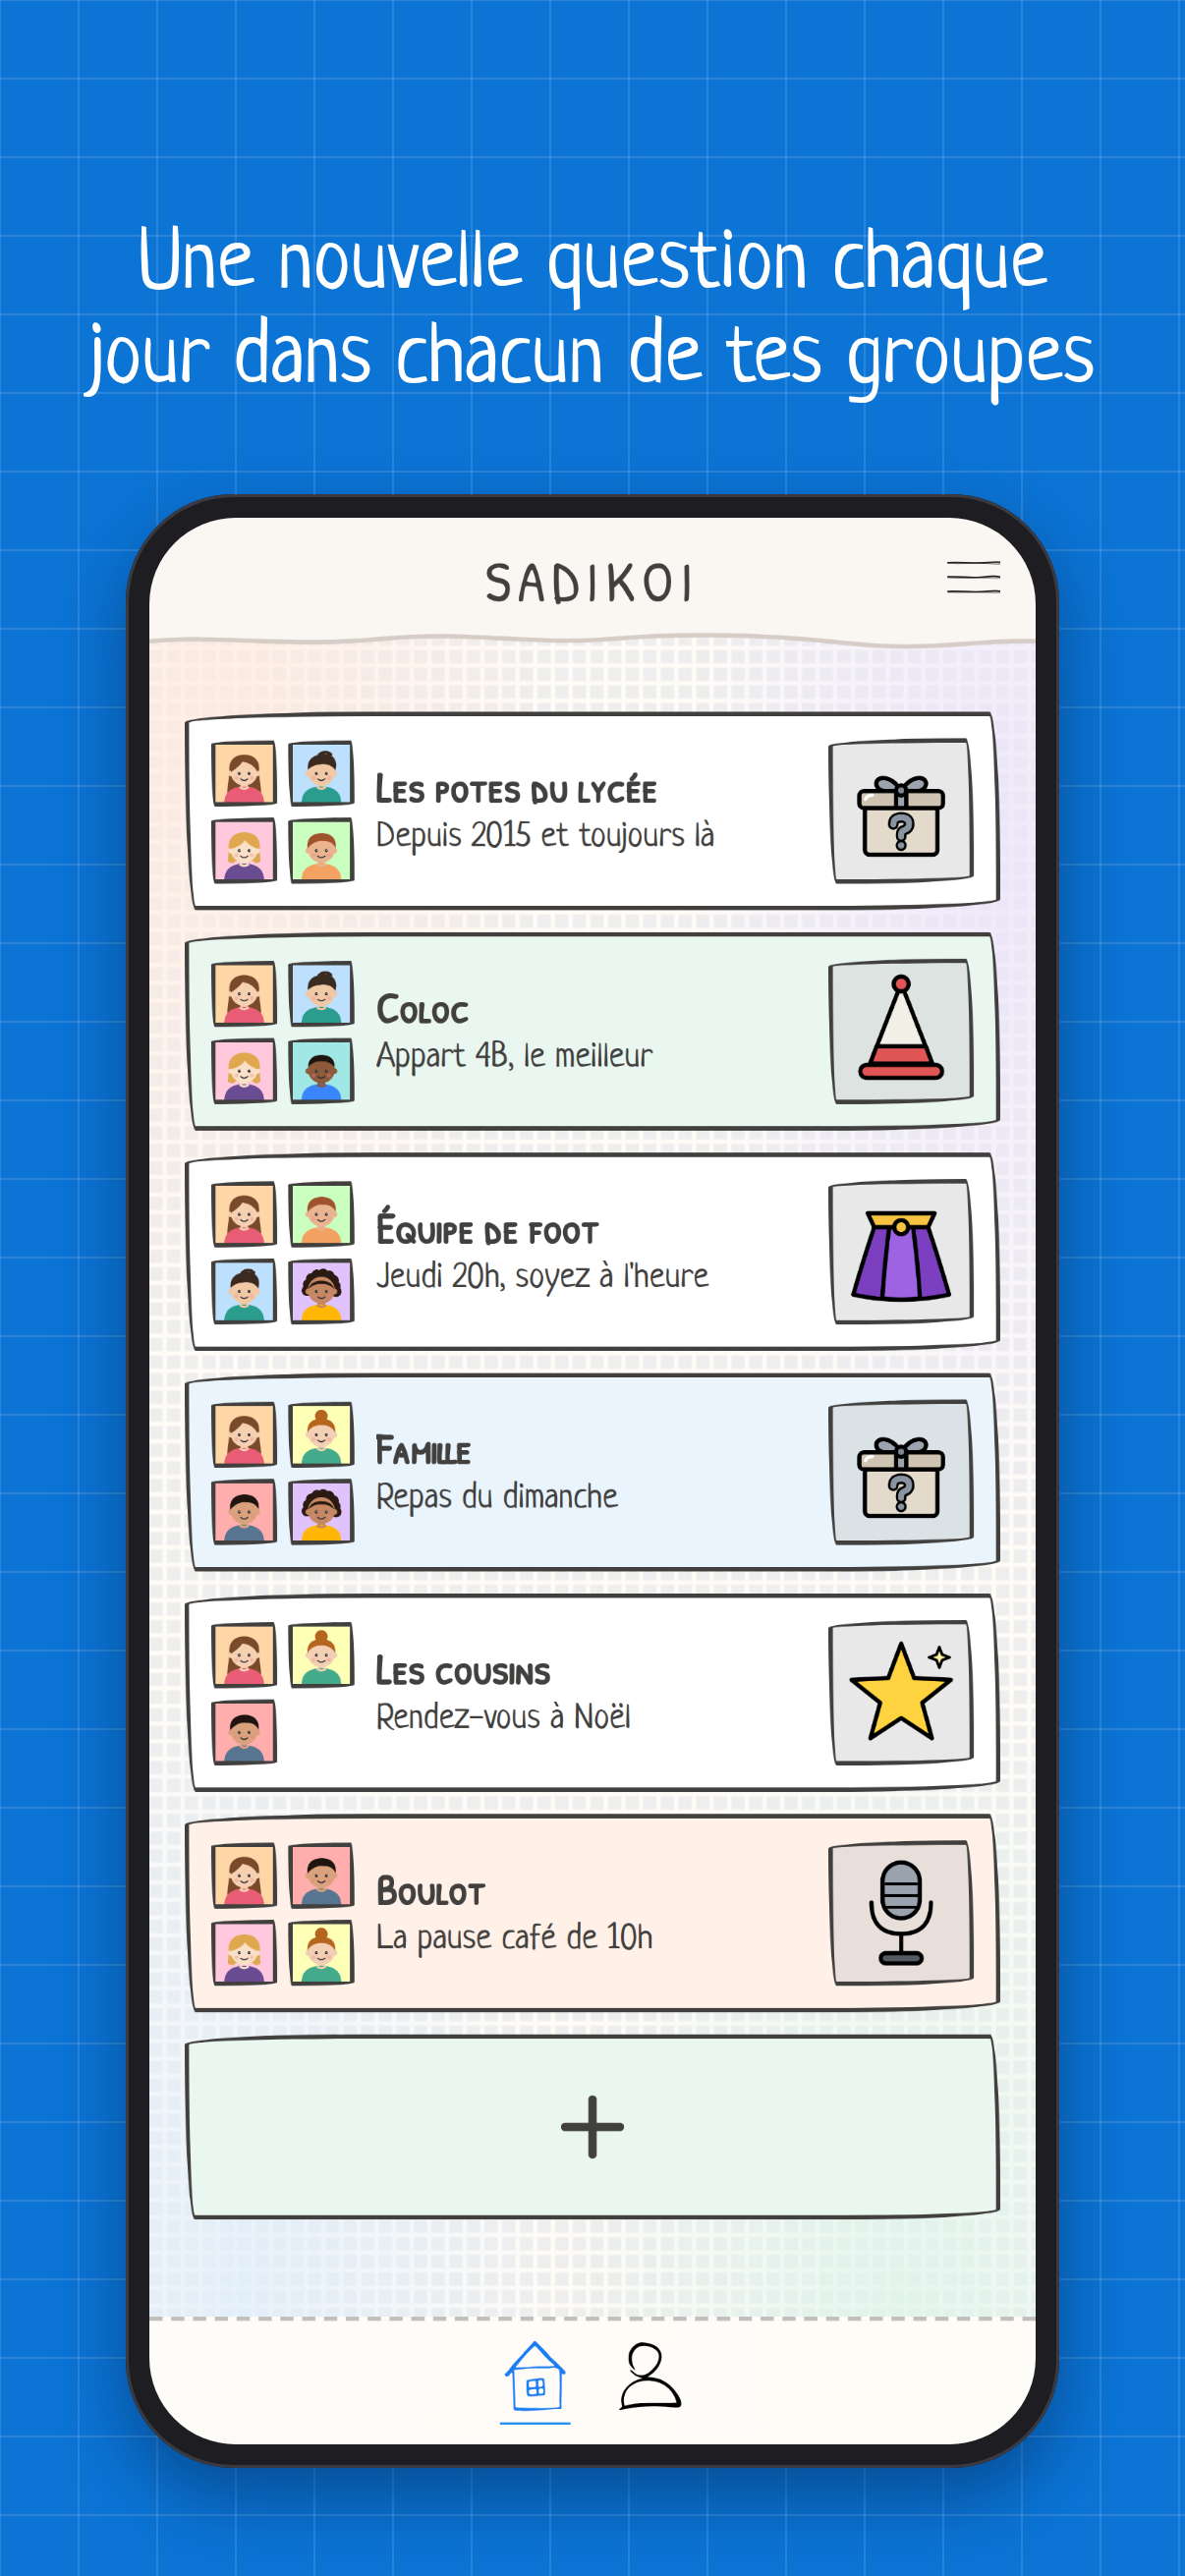 Une nouvelle question chaque
jour dans chacun de tes groupes
SADIKOI
Les potes du lycée
Depuis 2015 et toujours là
?
Coloc
Appart 4B, le meilleur
Équipe de foot
Jeudi 20h, soyez à l'heure
Famille
Repas du dimanche
?
Les cousins
Rendez-vous à Noël
Boulot
La pause café de 10h
+